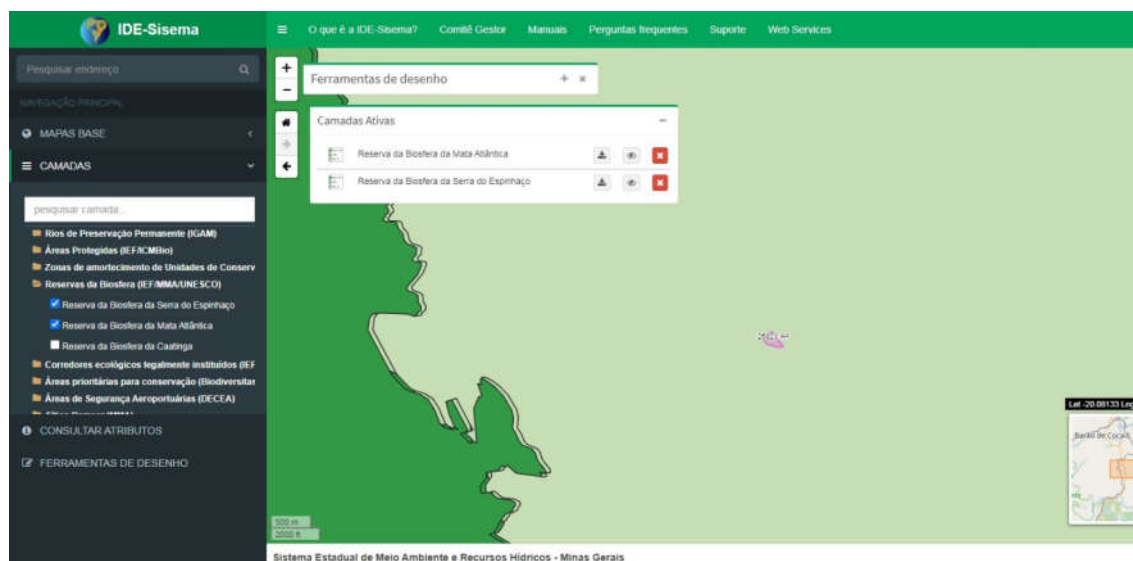 IDE-Sisema
O que é a IDE-Sisema?
Comitê Gestor
Manuais
Perguntas frequentes
Suporte
Web Services
Pesquisar endereço
NAVEGAÇÃO PRINCIPAL
MAPAS BASE
CAMADAS
pesquisar camada...
Rios de Preservação Permanente (IGAM)
Áreas Protegidas (IEF/ICMBio)
Zonas de amortecimento de Unidades de Conserv
Reservas da Biosfera (IEF/MMA/UNESCO)
Reserva da Biosfera da Serra do Espinhaço
Reserva da Biosfera da Mata Atlântica
Reserva da Biosfera da Caatinga
Corredores ecológicos legalmente instituídos (IEF
Áreas prioritárias para conservação (Biodiversitas
Áreas de Segurança Aeroportuárias (DECEA)
CONSULTAR ATRIBUTOS
FERRAMENTAS DE DESENHO
Ferramentas de desenho
Camadas Ativas
Reserva da Biosfera da Mata Atlântica
Reserva da Biosfera da Serra do Espinhaço
Lat -20.08133 Lng
Barão de Cocais
500 m
2000 ft
Sistema Estadual de Meio Ambiente e Recursos Hídricos - Minas Gerais